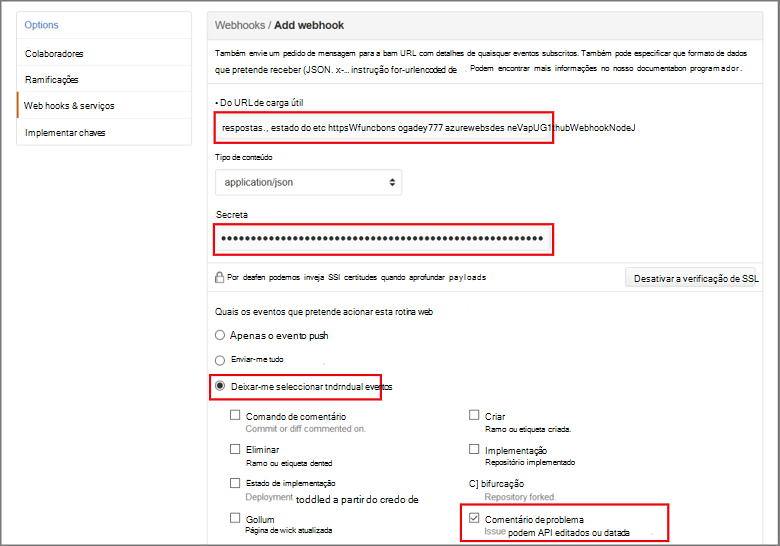 Options
Colaboradores
Ramificações
Web hooks & serviços
Implementar chaves
Webhooks / Add webhook
Também envie um pedido de mensagem para a bam URL com detalhes de quaisquer eventos subscritos. Também pode especificar que formato de dados
que pretende receber (JSON. x-... instrução for-urlencoded de . Podem encontrar mais informações no nosso documentabon programador.
• Do URL de carga útil
respostas., estado do etc httpsWfuncbons ogadey777 azurewebsdes neVapUG1thubWebhookNodeJ
Tipo de conteúdo
application/json
Secreta
Por deafen podemos inveja SSI certitudes quando aprofundar payloads
Desativar a verificação de SSL
Quais os eventos que pretende acionar esta rotina web
Apenas o evento push
Enviar-me tudo
Deixar-me seleccionar tndrndual eventos
Comando de comentário
Commit or diff commented on.
Criar
Ramo ou etiqueta criada.
Eliminar
Ramo ou etiqueta dented
Implementação
Repositório implementado
Estado de implementação
Deployment toddled a partir do credo de
C] bifurcação
Repository forked.
Gollum
Página de wick atualizada
Comentário de problema
Issue podem API editados ou datada